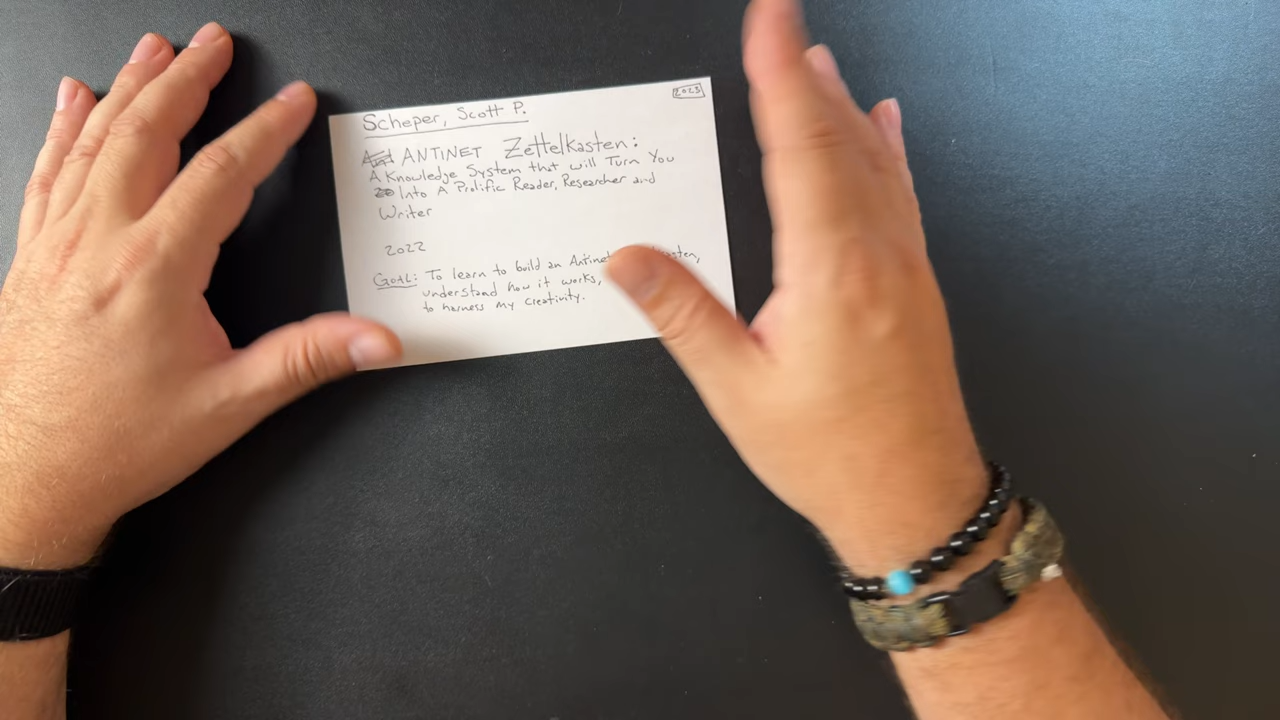 2023
Scheper, Scott P.
ANTINET Zettelkasten:
A Knowledge System that will Turn You
Into A Prolific Reader, Researcher and
Writer
2022
GOAL: To learn to build an Antinet
understand how it works,
to harness my creativity.